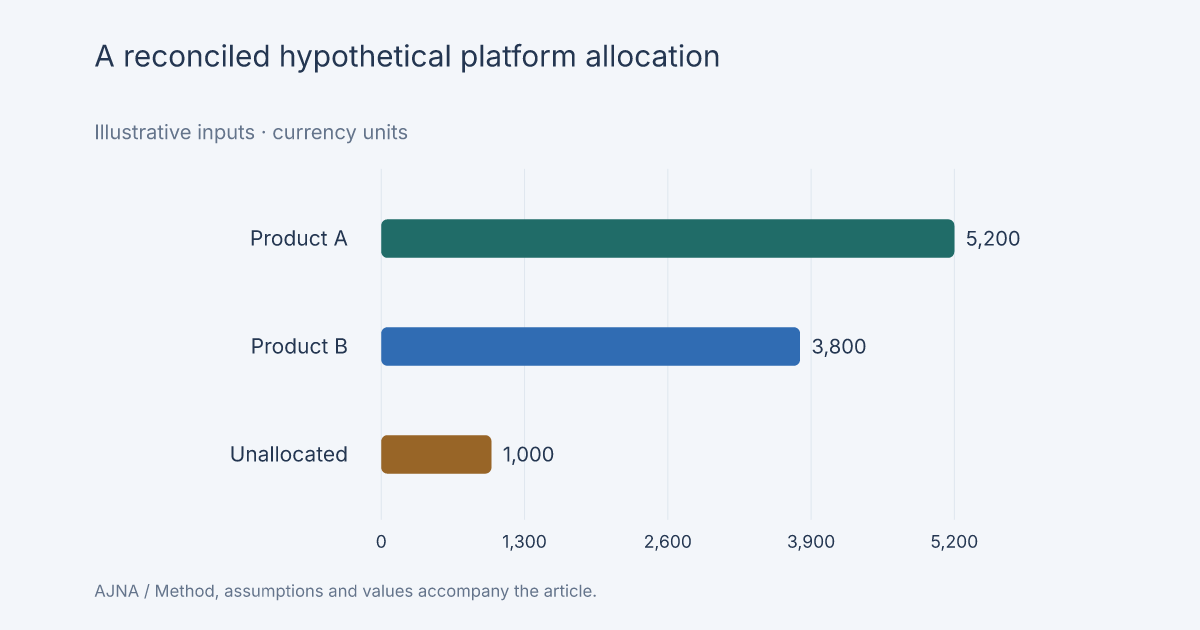 A reconciled hypothetical platform allocation
Illustrative inputs · currency units
Product A 5,200
Product B 3,800
Unallocated 1,000
0 1,300 2,600 3,900 5,200
AJNA / Method, assumptions and values accompany the article.